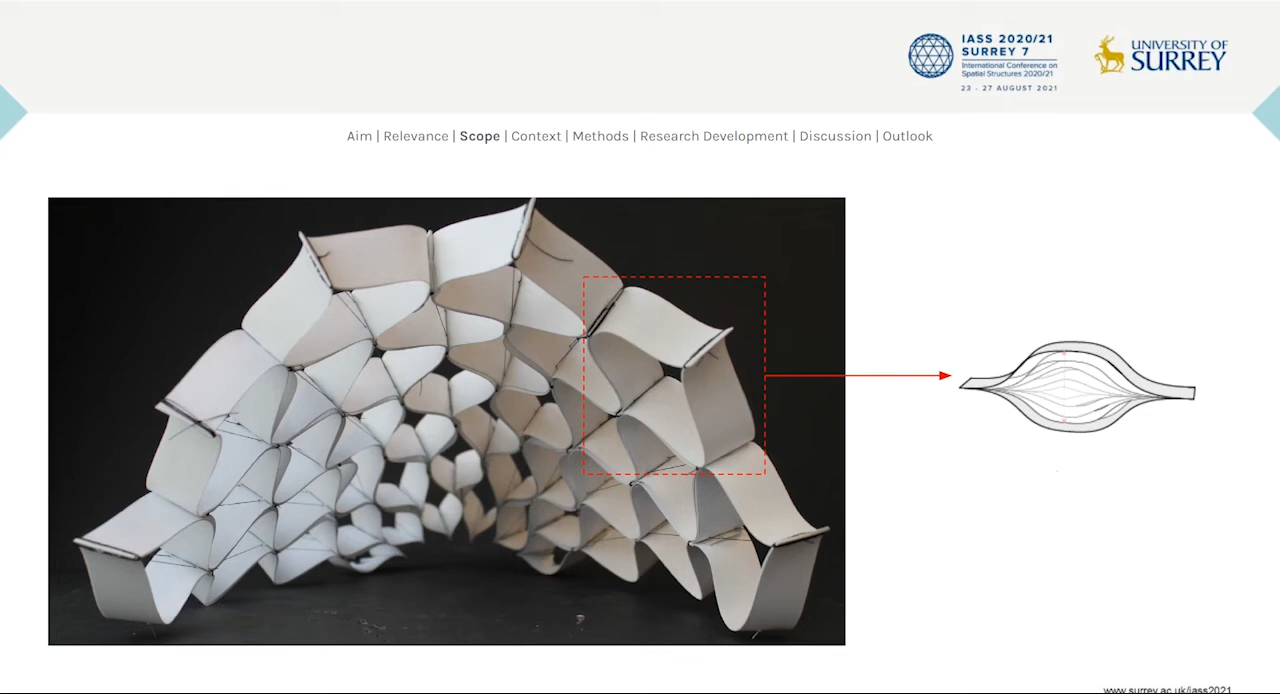 IASS 2020/21
SURREY 7
International Conference on
Spatial Structures 2020/21
23 - 27 AUGUST 2021
UNIVERSITY OF
SURREY
Aim | Relevance | Scope | Context | Methods | Research Development | Discussion | Outlook
www.surrey.ac.uk/iass2021